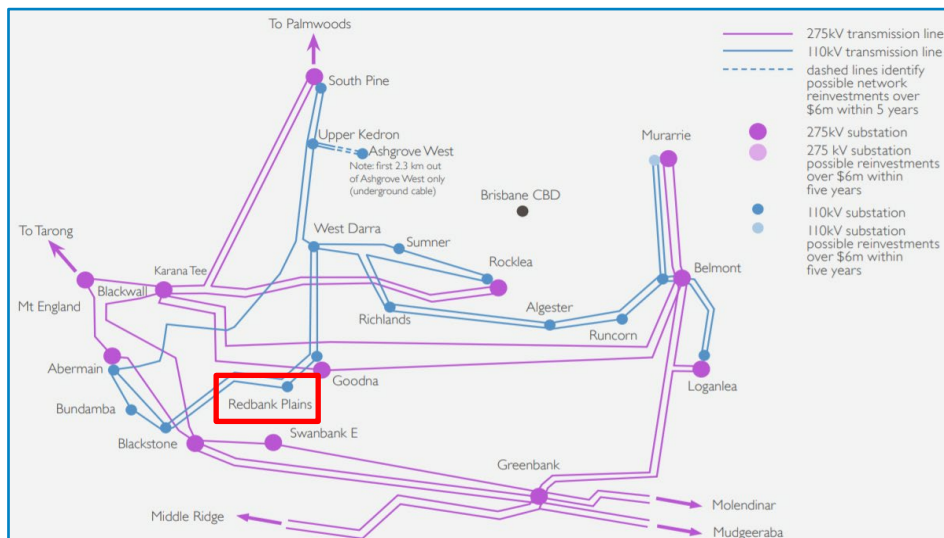 To Palmwoods
South Pine
Upper Kedron
Ashgrove West
Note: first 2.3 km out
of Ashgrove West only
(underground cable)
Murarrie
Brisbane CBD
To Tarong
West Darra
Sumner
Karana Tee
Rocklea
Belmont
Blackwall
Mt England
Richlands
Algester
Runcorn
Abermain
Goodna
Loganlea
Redbank Plains
Bundamba
Swanbank E
Blackstone
Greenbank
Molendinar
Middle Ridge
Mudgeeraba
275kV transmission line
110kV transmission line
dashed lines identify
possible network
reinvestments over
$6m within 5 years
275kV substation
275 kV substation
possible reinvestments
over $6m within
five years
110kV substation
110kV substation
possible reinvestments
over $6m within
five years